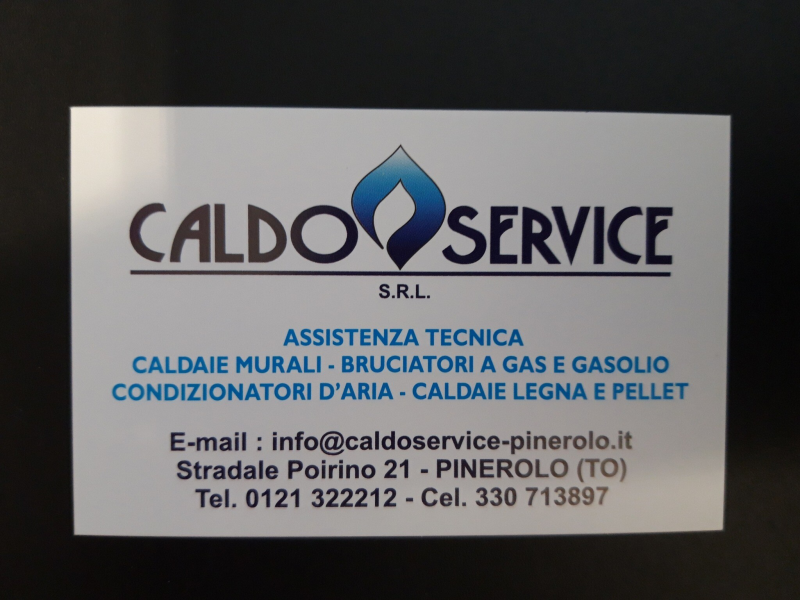 CALDO SERVICE
S.R.L.
ASSISTENZA TECNICA
CALDAIE MURALI - BRUCIATORI A GAS E GASOLIO
CONDIZIONATORI D'ARIA - CALDAIE LEGNA E PELLET
E-mail : info@caldoservice-pinerolo.it
Stradale Poirino 21 - PINEROLO (TO)
Tel. 0121 322212 - Cel. 330 713897